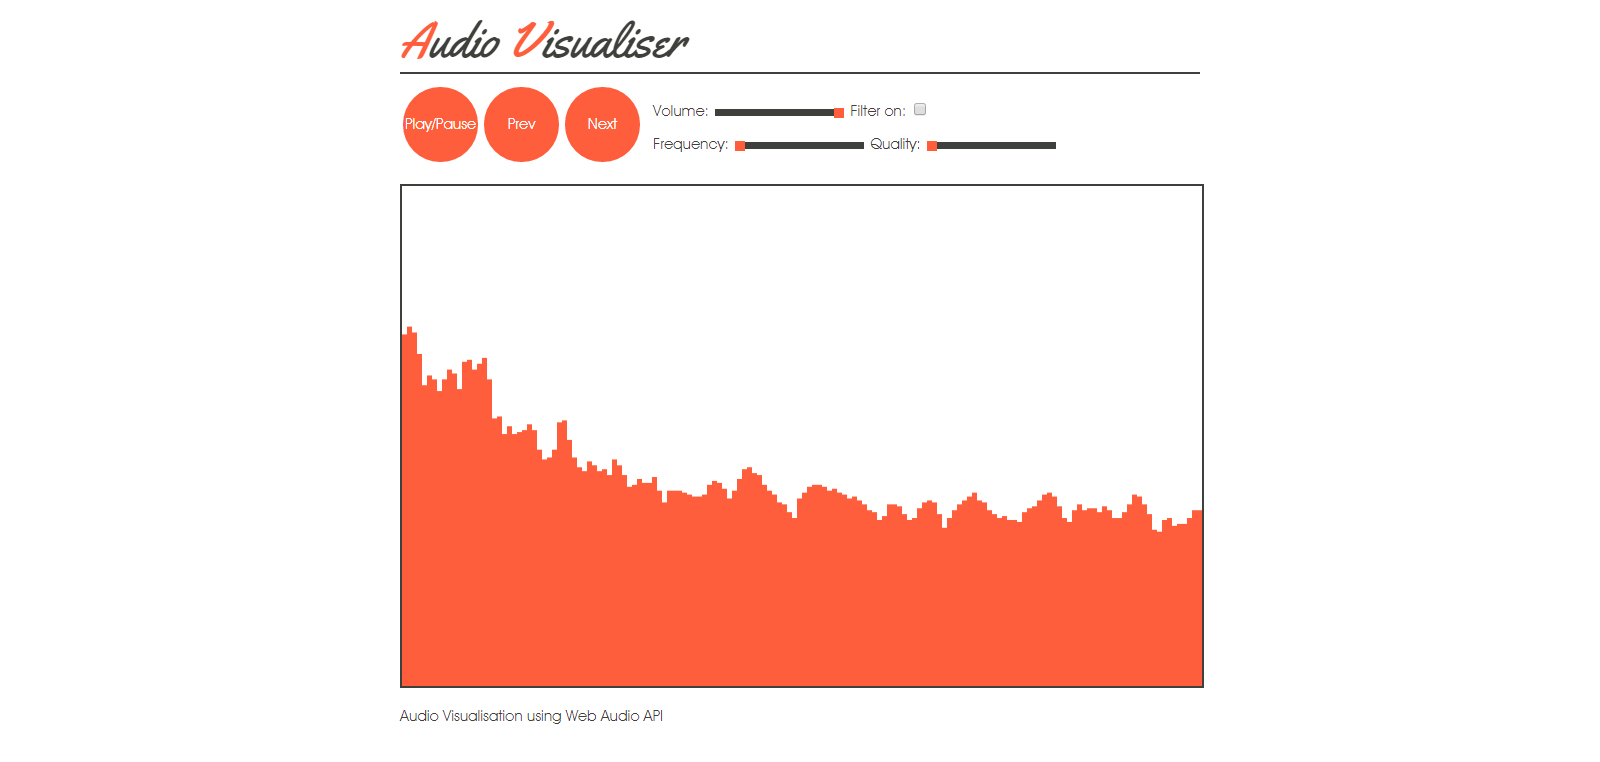 Audio Visualiser
Play/Pause Prev Next Volume: Filter on:
Frequency: Quality:
Audio Visualisation using Web Audio API